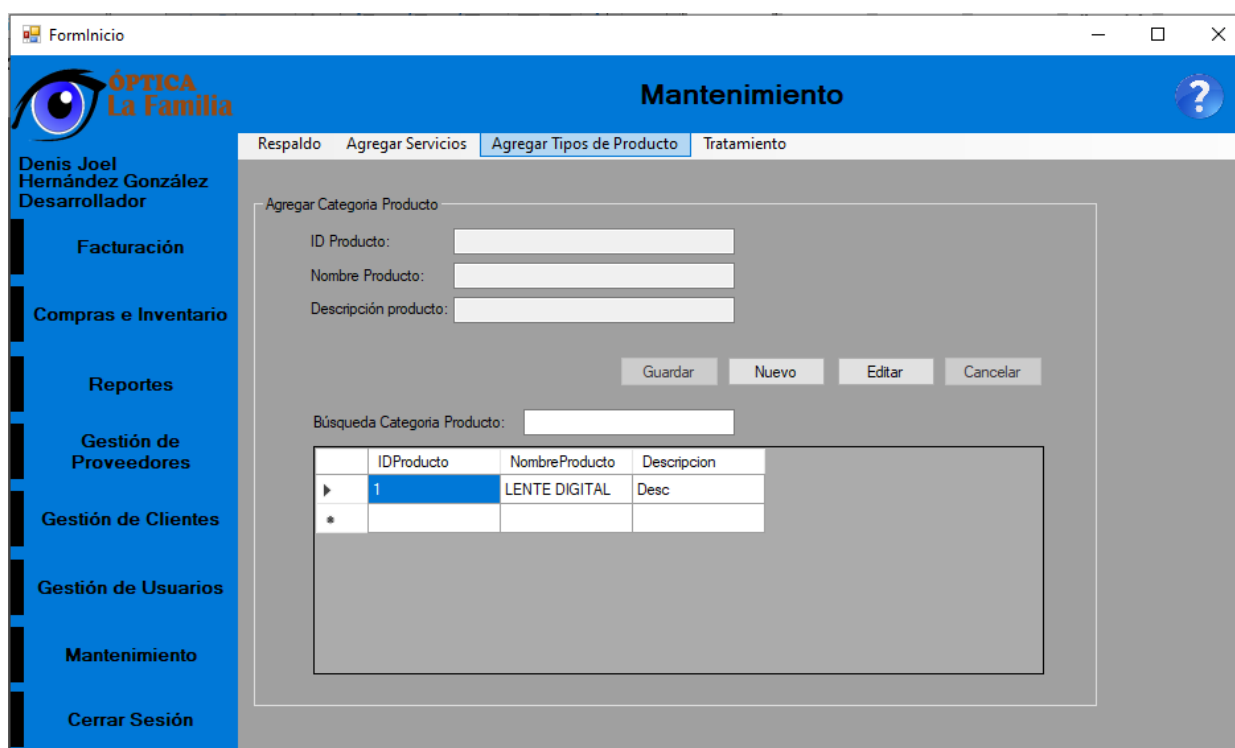 FormInicio
ÓPTICA
La Familia
Mantenimiento
?
Respaldo Agregar Servicios Agregar Tipos de Producto Tratamiento
Denis Joel
Hernández González
Desarrollador
Facturación
Compras e Inventario
Reportes
Gestión de
Proveedores
Gestión de Clientes
Gestión de Usuarios
Mantenimiento
Cerrar Sesión
Agregar Categoria Producto
ID Producto:
Nombre Producto:
Descripción producto:
Guardar Nuevo Editar Cancelar
Búsqueda Categoria Producto:
IDProducto NombreProducto Descripcion
1 LENTE DIGITAL Desc